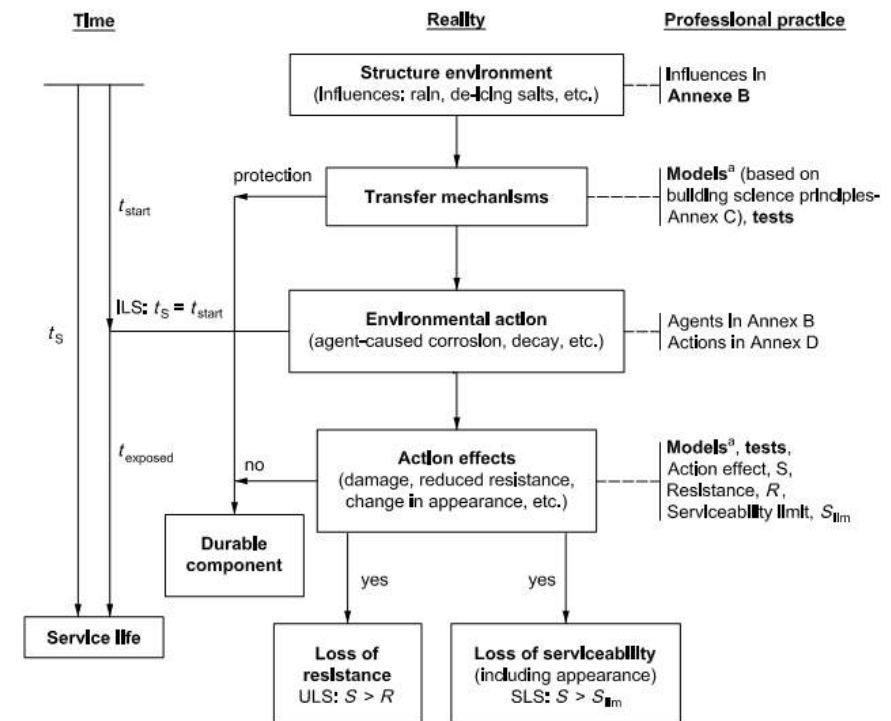 Time
Reality
Professional practice
Structure environment
(Influences: rain, de-icing salts, etc.)
Influences in
Annexe B
protection
Transfer mechanisms
Models^a (based on
building science principles-
Annex C), tests
t_start
ILS: t_S = t_start
t_S
Environmental action
(agent-caused corrosion, decay, etc.)
Agents in Annex B
Actions in Annex D
t_exposed
no
Action effects
(damage, reduced resistance,
change in appearance, etc.)
Models^a, tests,
Action effect, S,
Resistance, R,
Serviceability limit, S_lim
Durable
component
yes
yes
Service life
Loss of
resistance
ULS: S > R
Loss of serviceability
(including appearance)
SLS: S > S_lim